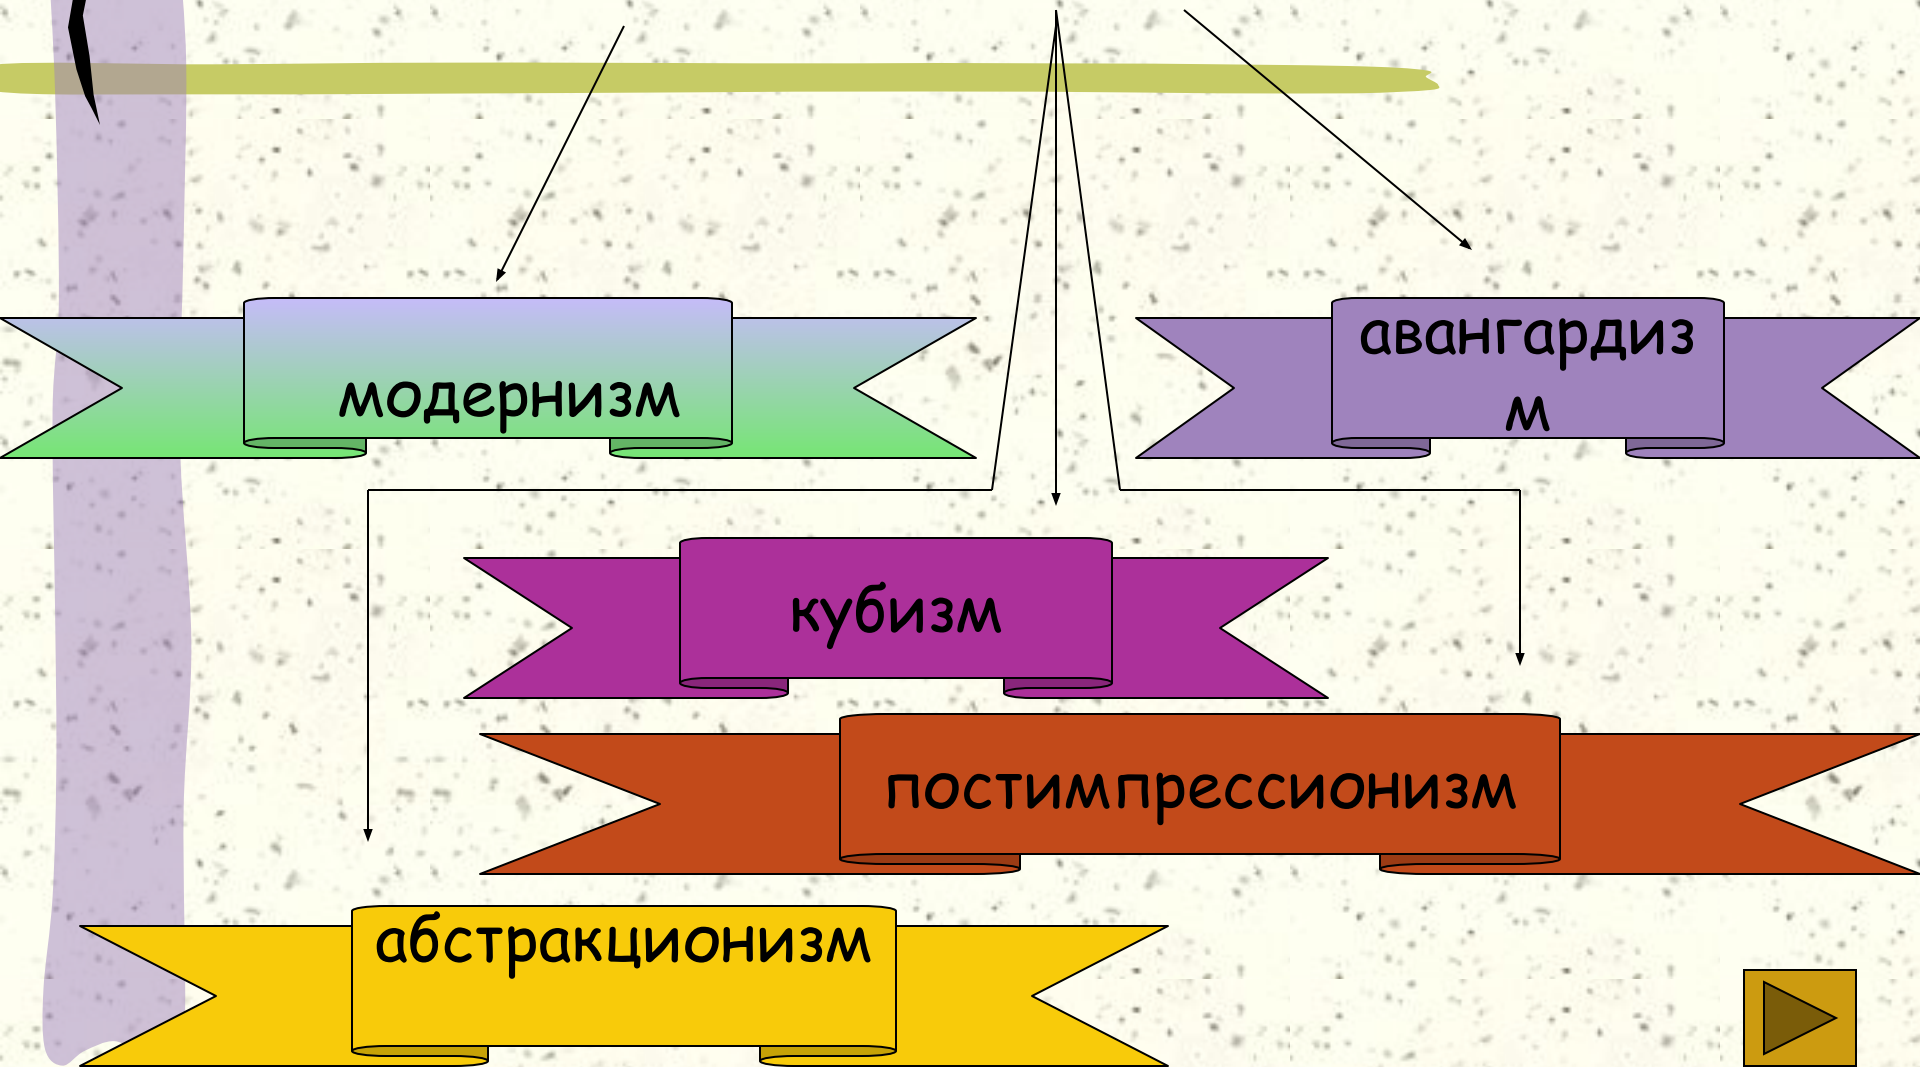 модернизм
авангардиз
м
кубизм
постимпрессионизм
абстракционизм